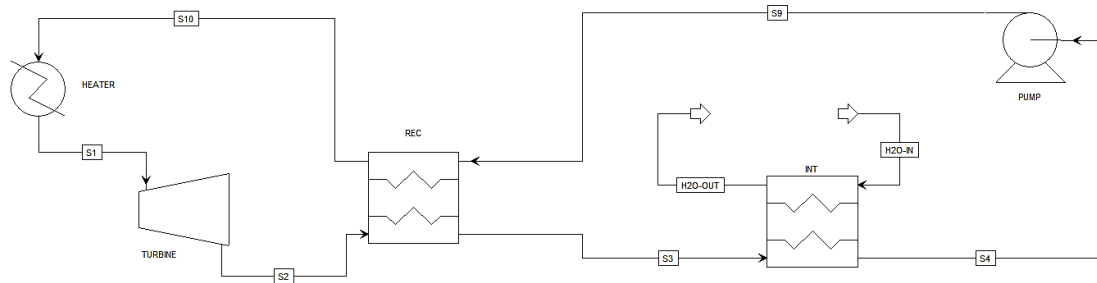 S10
S9
HEATER
PUMP
REC
H2O-IN
S1
INT
H2O-OUT
TURBINE
S3
S4
S2